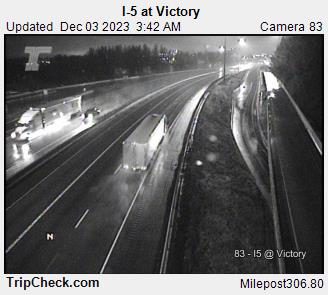 I-5 at Victory
Updated Dec 03 2023 3:42 AM Camera 83
T
N
83 - I5 @ Victory
TripCheck.com Milepost306.80